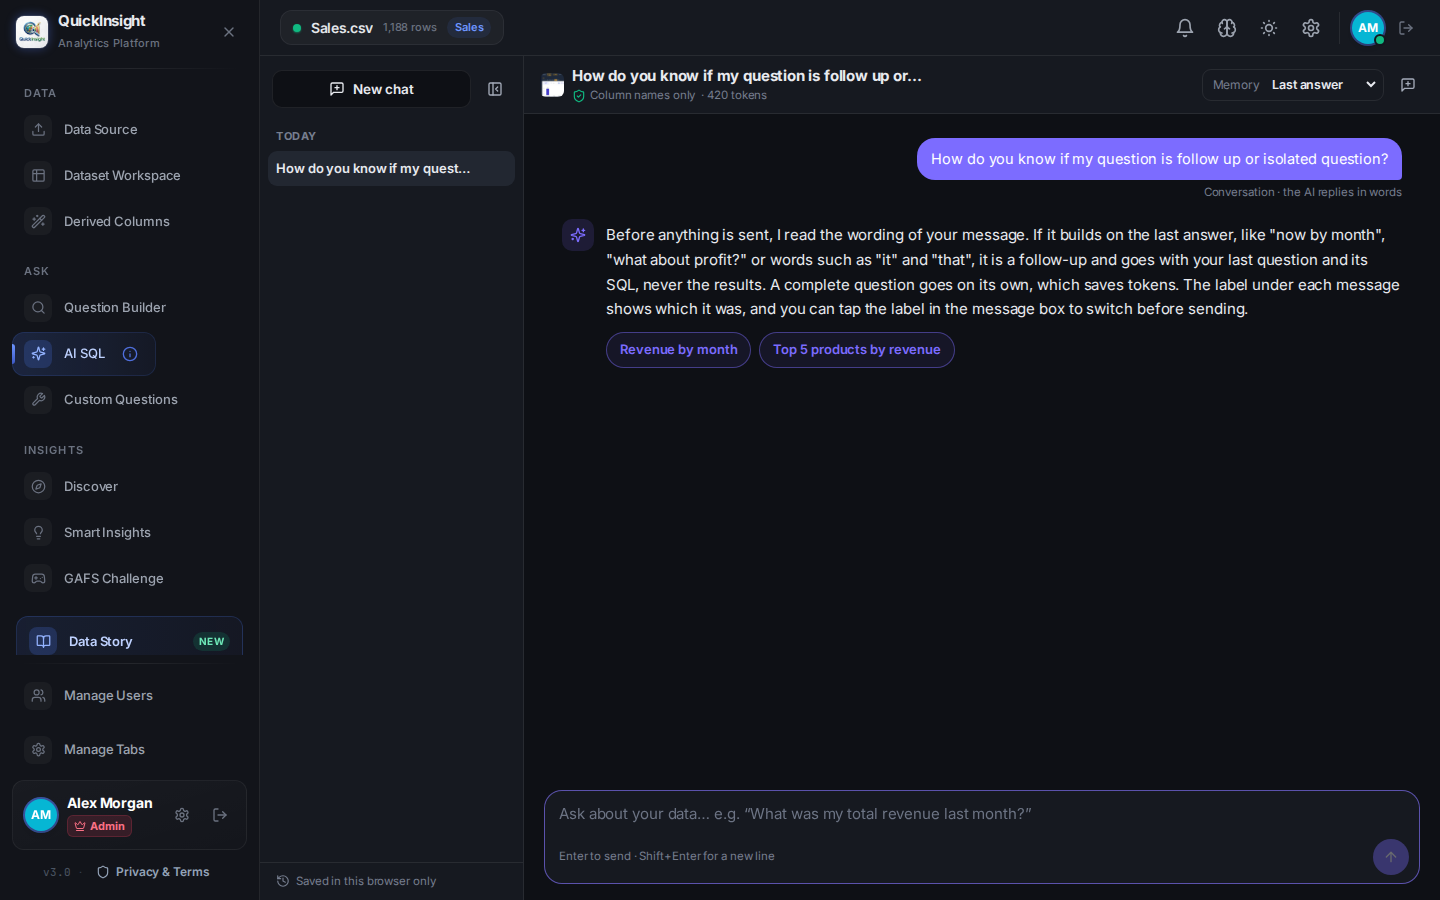 QuickInsight
Analytics Platform
DATA
Data Source
Dataset Workspace
Derived Columns
ASK
Question Builder
AI SQL
Custom Questions
INSIGHTS
Discover
Smart Insights
GAFS Challenge
Data Story NEW
Manage Users
Manage Tabs
AM
Alex Morgan
Admin
v3.0 · Privacy & Terms
Sales.csv 1,188 rows Sales
AM
New chat
TODAY
How do you know if my quest...
Saved in this browser only
How do you know if my question is follow up or...
Column names only · 420 tokens
Memory Last answer
How do you know if my question is follow up or isolated question?
Conversation · the AI replies in words
Before anything is sent, I read the wording of your message. If it builds on the last answer, like "now by month",
"what about profit?" or words such as "it" and "that", it is a follow-up and goes with your last question and its
SQL, never the results. A complete question goes on its own, which saves tokens. The label under each message
shows which it was, and you can tap the label in the message box to switch before sending.
Revenue by month
Top 5 products by revenue
Ask about your data... e.g. “What was my total revenue last month?”
Enter to send · Shift+Enter for a new line